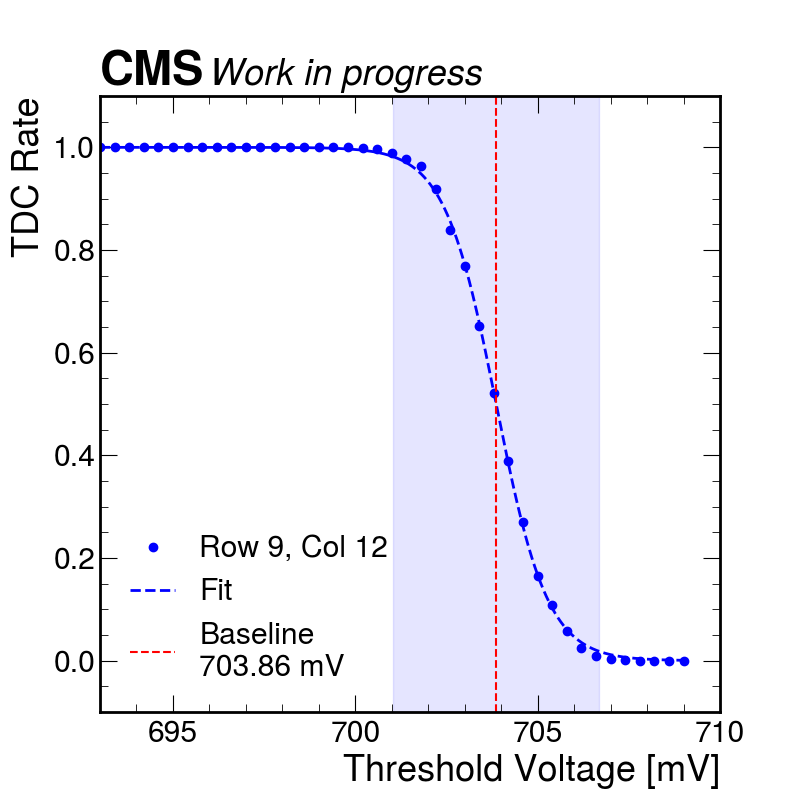 CMS Work in progress
TDC Rate
1.0
0.8
0.6
0.4
0.2
0.0
Row 9, Col 12
Fit
Baseline
703.86 mV
695 700 705 710
Threshold Voltage [mV]